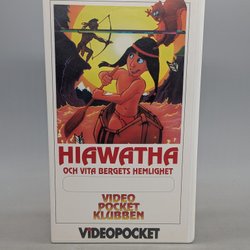 HIAWATHA
OCH VITA BERGETS HEMLIGHET
VIDEO
POCKET
KLUBBEN
VIDEOPOCKET